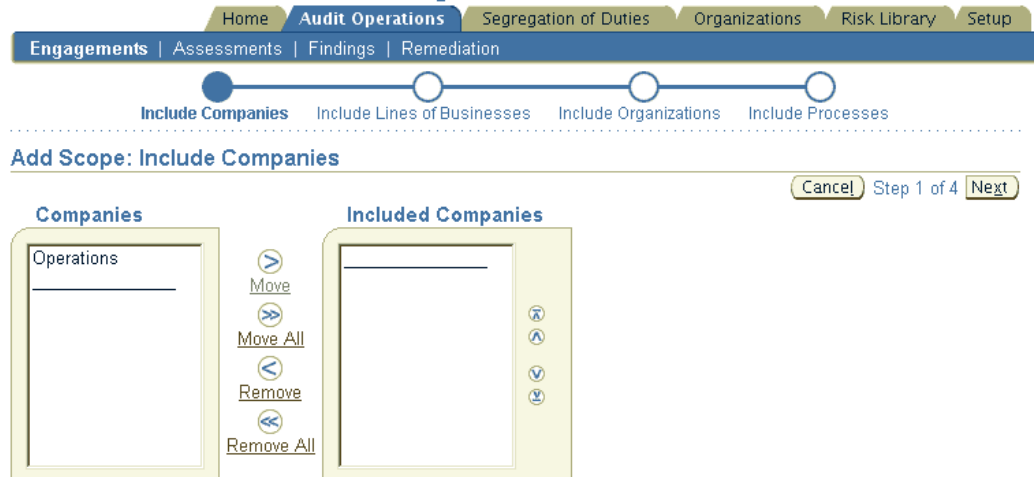 Home Audit Operations Segregation of Duties Organizations Risk Library Setup
Engagements | Assessments | Findings | Remediation
Include Companies Include Lines of Businesses Include Organizations Include Processes
Add Scope: Include Companies
Cancel Step 1 of 4 Next
Companies Included Companies
Operations
Move
Move All
Remove
Remove All